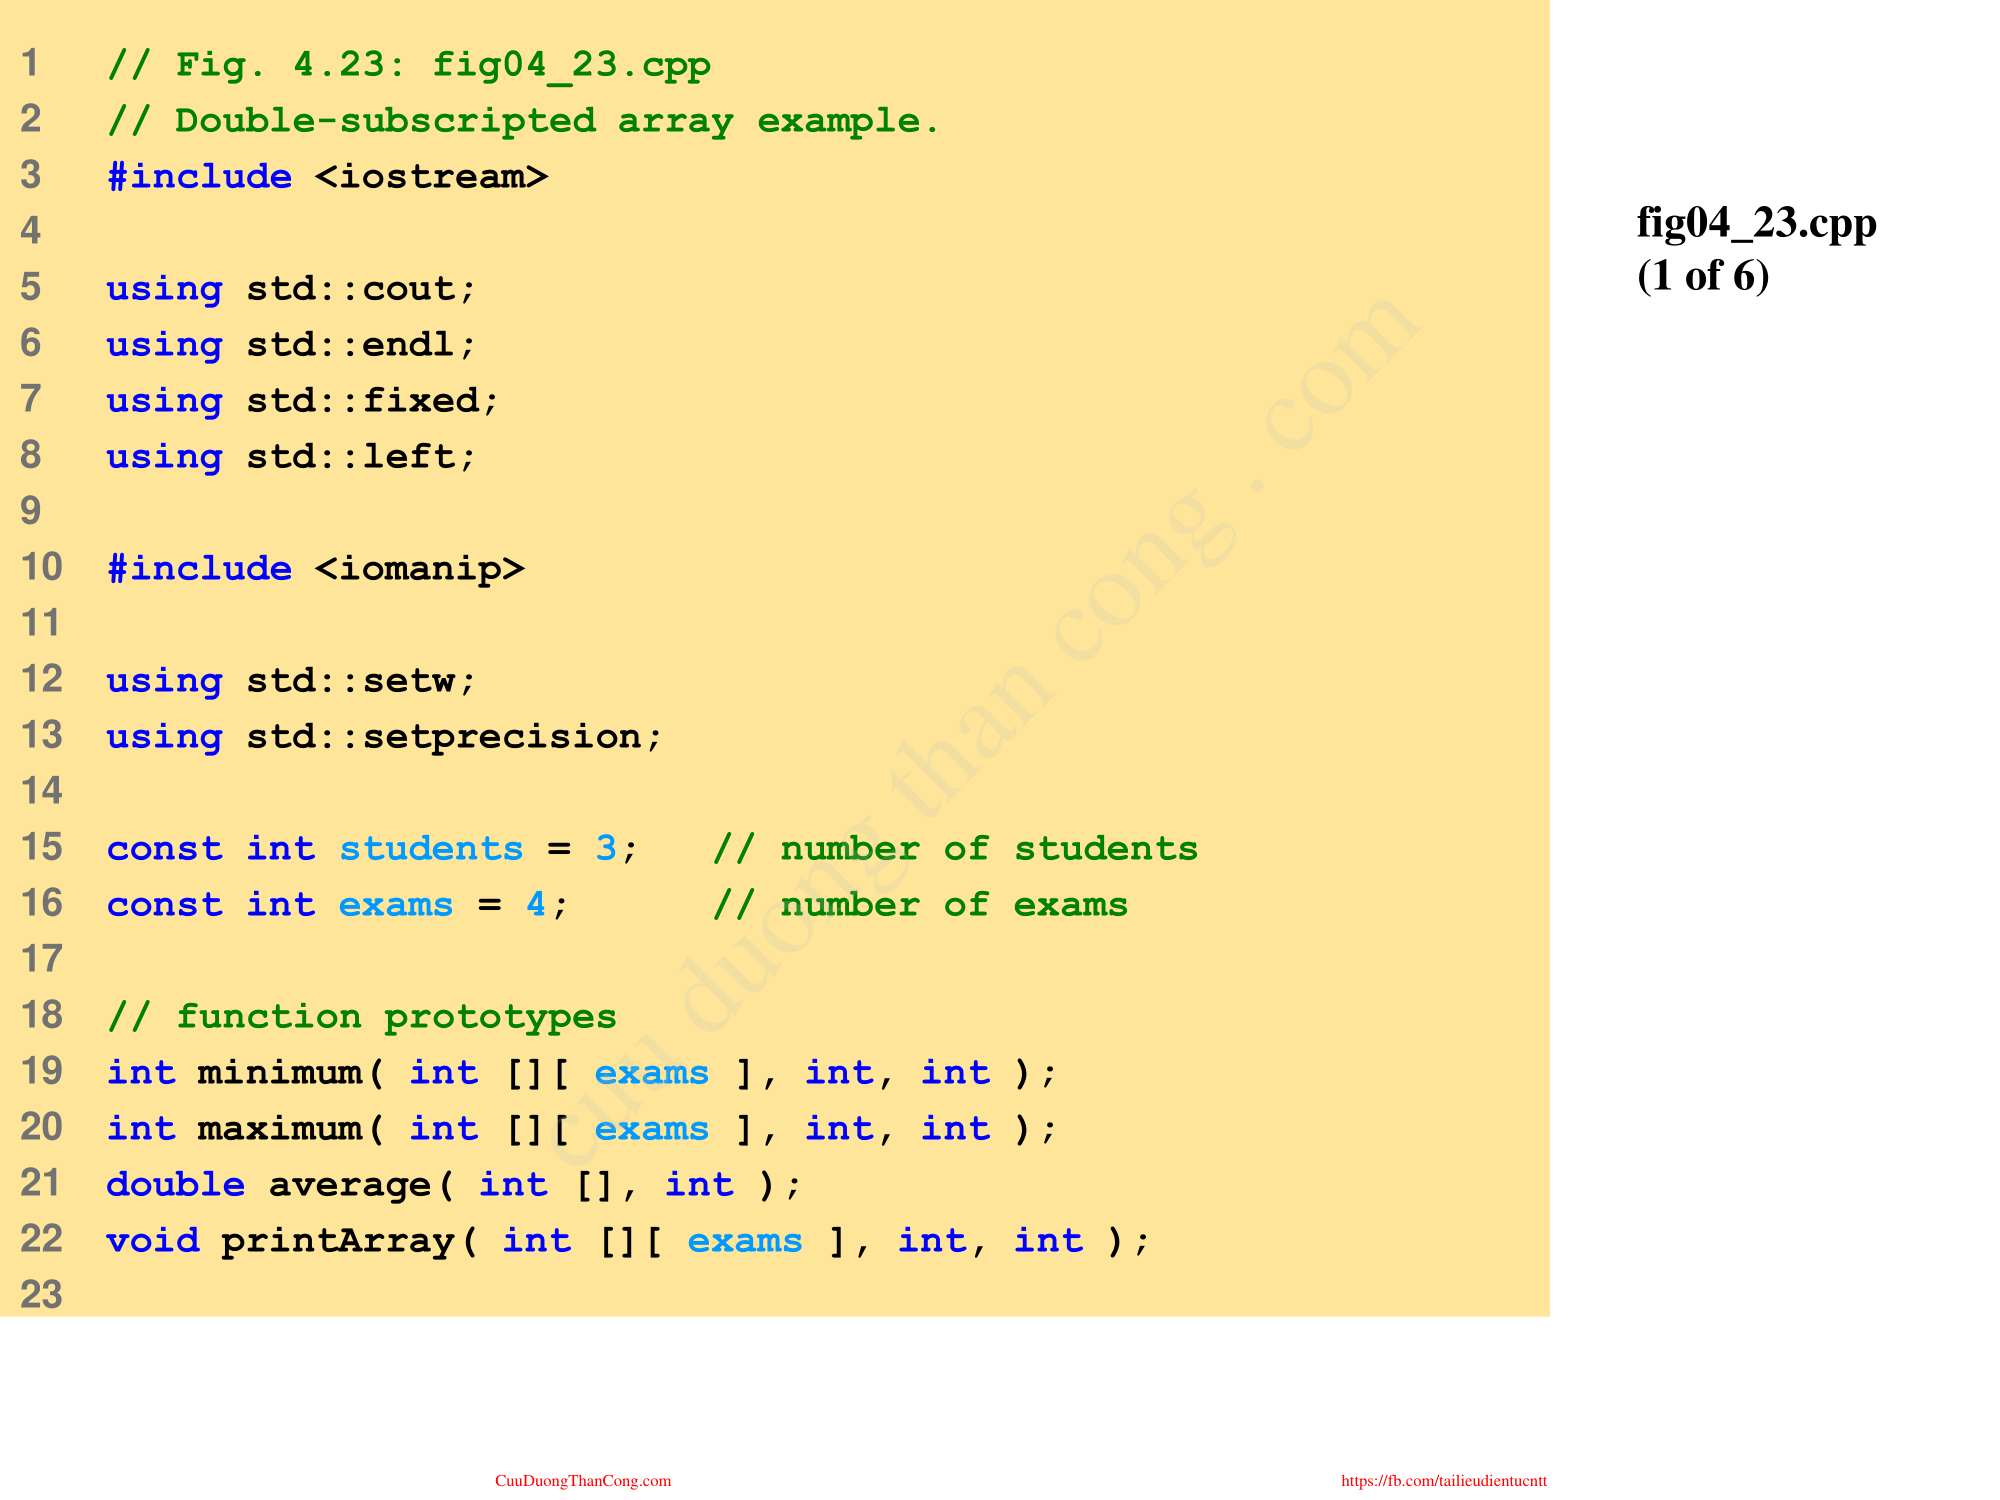 1 // Fig. 4.23: fig04_23.cpp
2 // Double-subscripted array example.
3 #include <iostream>
4
5 using std::cout;
6 using std::endl;
7 using std::fixed;
8 using std::left;
9
10 #include <iomanip>
11
12 using std::setw;
13 using std::setprecision;
14
15 const int students = 3;   // number of students
16 const int exams = 4;      // number of exams
17
18 // function prototypes
19 int minimum( int [][ exams ], int, int );
20 int maximum( int [][ exams ], int, int );
21 double average( int [], int );
22 void printArray( int [][ exams ], int, int );
23
fig04_23.cpp
(1 of 6)
cuu duong than cong . com
CuuDuongThanCong.com
https://fb.com/tailieudientucntt